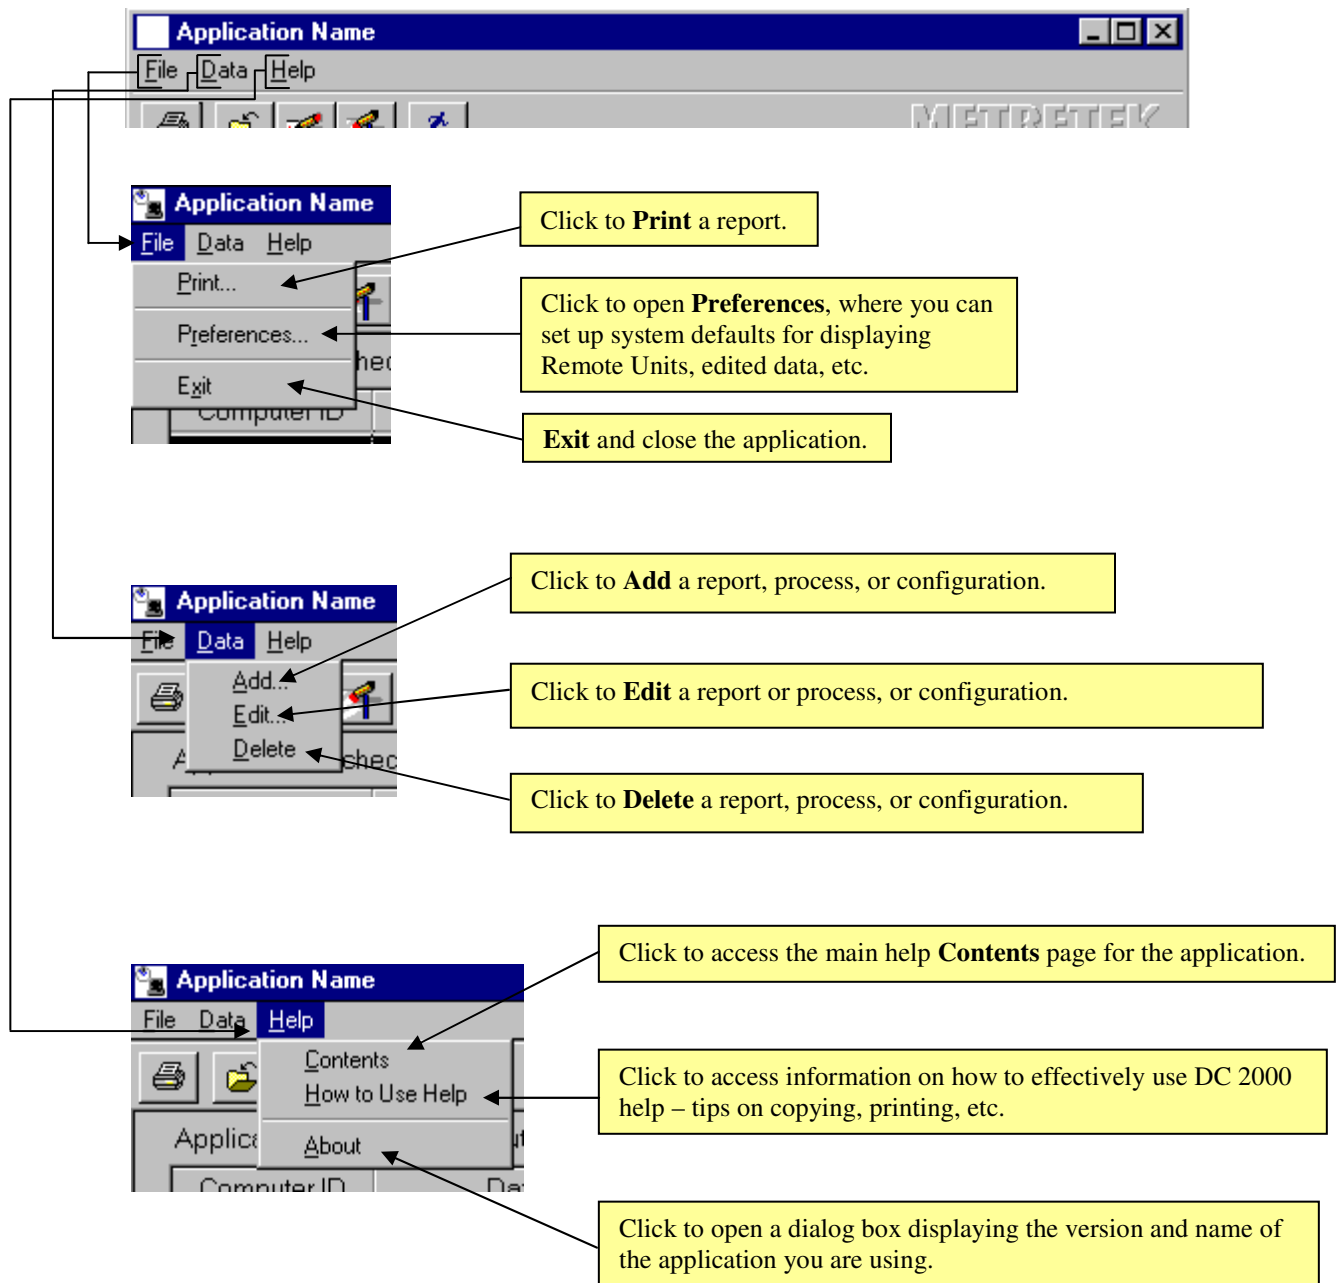 Application Name
File Data Help
METRETEK
Application Name
File Data Help
Print...
Preferences...
Exit
Computer ID
Click to Print a report.
Click to open Preferences, where you can
set up system defaults for displaying
Remote Units, edited data, etc.
Exit and close the application.
Application Name
File Data Help
Add...
Edit...
Delete
Click to Add a report, process, or configuration.
Click to Edit a report or process, or configuration.
Click to Delete a report, process, or configuration.
Application Name
File Data Help
Contents
How to Use Help
About
Applica
Computer ID
Click to access the main help Contents page for the application.
Click to access information on how to effectively use DC 2000
help – tips on copying, printing, etc.
Click to open a dialog box displaying the version and name of
the application you are using.